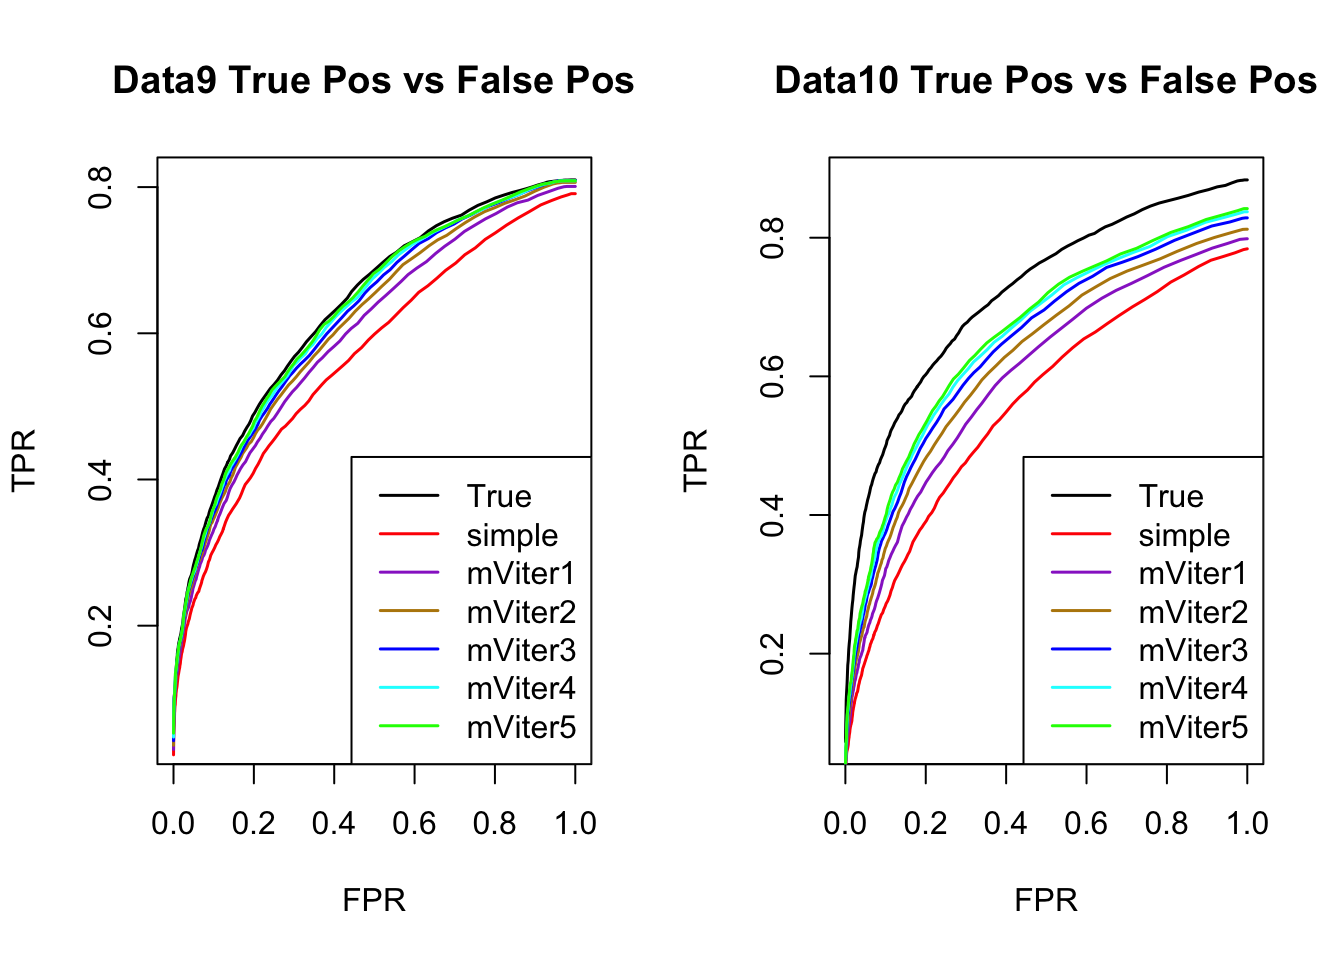 Data9 True Pos vs False Pos
TPR
0.8
0.6
0.4
0.2
True
simple
mViter1
mViter2
mViter3
mViter4
mViter5
0.0 0.2 0.4 0.6 0.8 1.0
FPR
Data10 True Pos vs False Pos
TPR
0.8
0.6
0.4
0.2
True
simple
mViter1
mViter2
mViter3
mViter4
mViter5
0.0 0.2 0.4 0.6 0.8 1.0
FPR